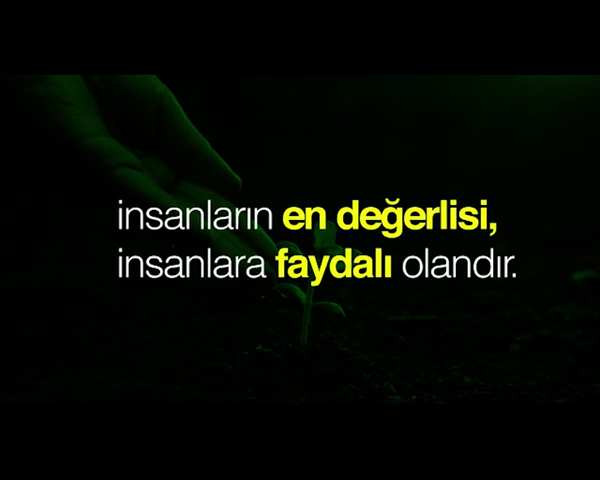 insanların en değerlisi,
insanlara faydalı olandır.